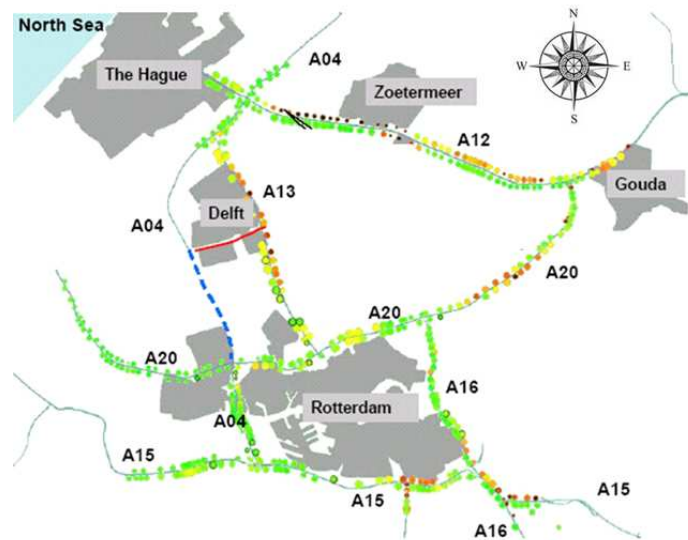 North Sea
N
A04
The Hague
Zoetermeer
W
E
S
A12
A13
Gouda
Delft
A04
A20
A20
A20
A16
Rotterdam
A04
A15
A15
A15
A16